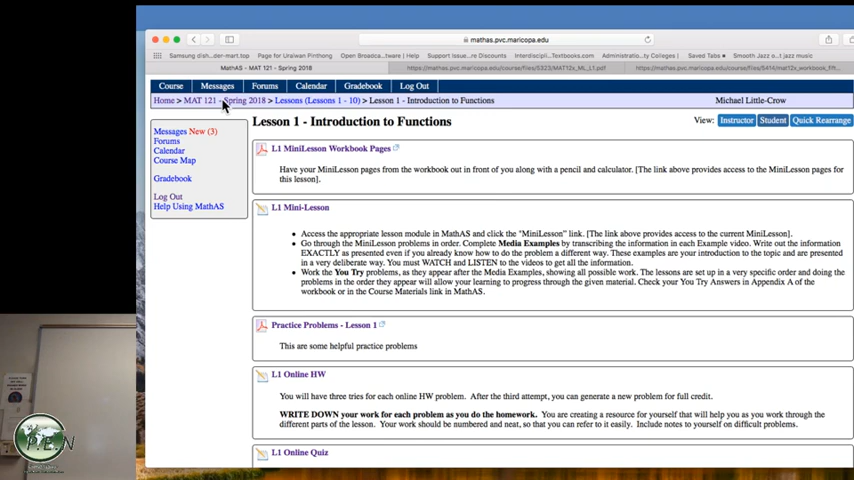 mathas.pvc.maricopa.edu
Samsung dish...der-mart.top Page for Uraiwan Pinthong Open Broadca...tware | Help Support Issue...re Discounts Interdiscipl...Textbooks.com Administratio...ty Colleges | Saved Tabs Smooth Jazz o...t jazz music
MathAS - MAT 121 - Spring 2018
https://mathas.pvc.maricopa.edu/course/files/5323/MAT12x_ML_L1.pdf
Course Messages Forums Calendar Gradebook Log Out
Home > MAT 121 - Spring 2018 > Lessons (Lessons 1 - 10) > Lesson 1 - Introduction to Functions Michael Little-Crow
Messages New (3)
Forums
Calendar
Course Map
Gradebook
Log Out
Help Using MathAS
Lesson 1 - Introduction to Functions View: Instructor Student Quick Rearrange
L1 MiniLesson Workbook Pages
Have your MiniLesson pages from the workbook out in front of you along with a pencil and calculator. [The link above provides access to the MiniLesson pages for
this lesson].
L1 Mini-Lesson
• Access the appropriate lesson module in MathAS and click the "MiniLesson" link. [The link above provides access to the current MiniLesson].
• Go through the MiniLesson problems in order. Complete Media Examples by transcribing the information in each Example video. Write out the information
EXACTLY as presented even if you already know how to do the problem a different way. These examples are your introduction to the topic and are presented
in a very deliberate way. You must WATCH and LISTEN to the videos to get all the information.
• Work the You Try problems, as they appear after the Media Examples, showing all possible work. The lessons are set up in a very specific order and doing the
problems in the order they appear will allow your learning to progress through the given material. Check your You Try Answers in Appendix A of the
workbook or in the Course Materials link in MathAS.
Practice Problems - Lesson 1
This are some helpful practice problems
L1 Online HW
You will have three tries for each online HW problem. After the third attempt, you can generate a new problem for full credit.
WRITE DOWN your work for each problem as you do the homework. You are creating a resource for yourself that will help you as you work through the
different parts of the lesson. Your work should be numbered and neat, so that you can refer to it easily. Include notes to yourself on difficult problems.
L1 Online Quiz
P.E.N